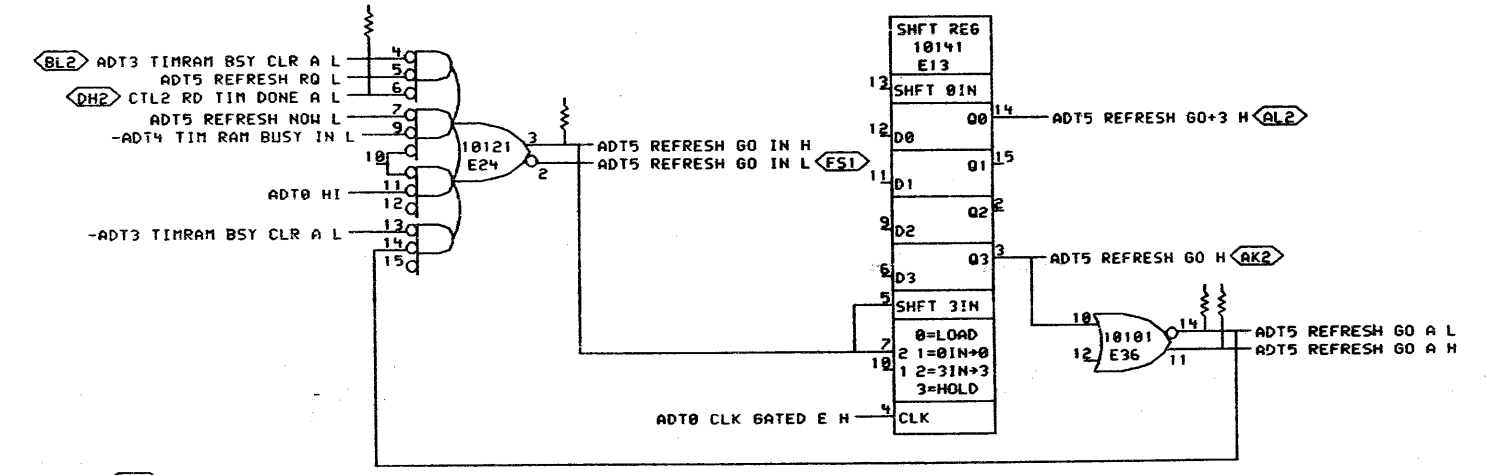 BL2 ADT3 TIMRAM BSY CLR A L
ADT5 REFRESH RQ L
DH2 CTL2 RD TIM DONE A L
ADT5 REFRESH NOW L
-ADT4 TIM RAM BUSY IN L
ADT0 HI
-ADT3 TIMRAM BSY CLR A L
4
5
6
7
9
10
11
12
13
14
15
10121
E24
3
2
ADT5 REFRESH GO IN H
ADT5 REFRESH GO IN L FS1
SHFT REG
10141
E13
13 SHFT 0IN
Q0 14 ADT5 REFRESH GO+3 H AL2
12 D0
Q1 15
11 D1
Q2 2
9 D2
Q3 3 ADT5 REFRESH GO H AK2
6 D3
5 SHFT 3IN
0=LOAD
7 2 1=0IN→0
10 1 2=3IN→3
3=HOLD
ADT0 CLK GATED E H 4 CLK
10
12
10101
E36
14 ADT5 REFRESH GO A L
11 ADT5 REFRESH GO A H